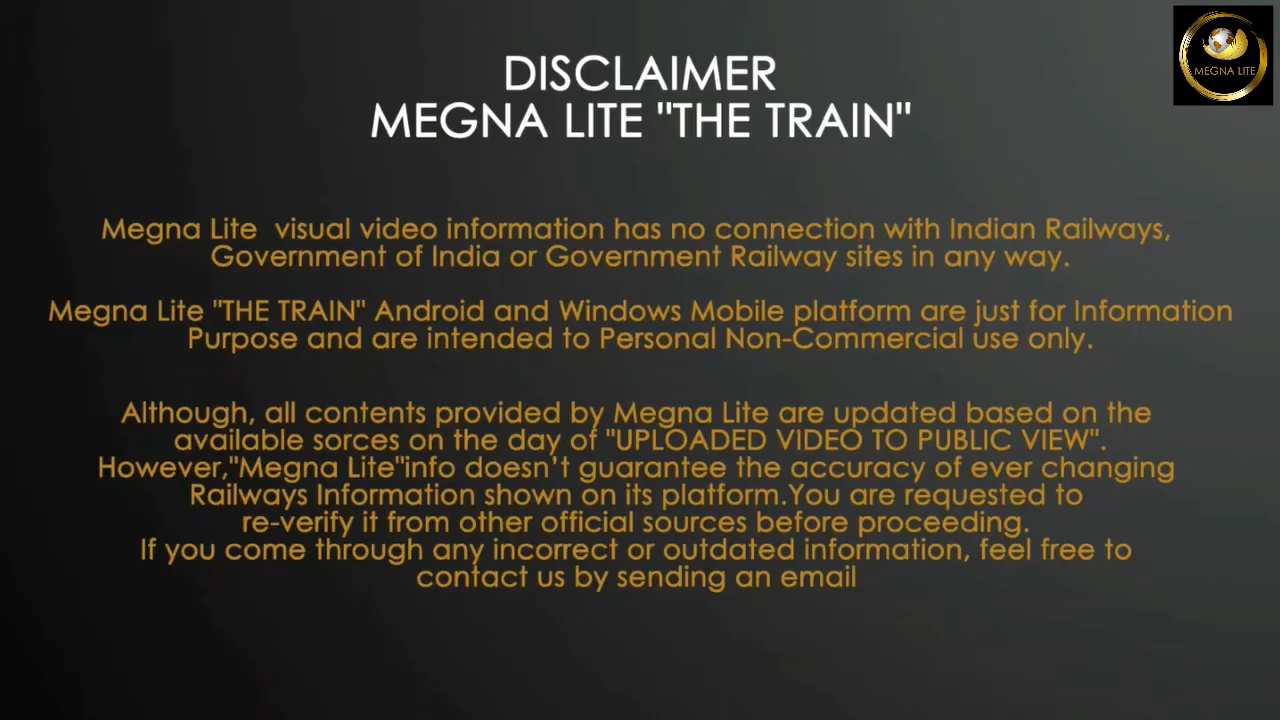 MEGNA LITE
DISCLAIMER
MEGNA LITE "THE TRAIN"
Megna Lite  visual video information has no connection with Indian Railways,
Government of India or Government Railway sites in any way.
Megna Lite "THE TRAIN" Android and Windows Mobile platform are just for Information
Purpose and are intended to Personal Non-Commercial use only.
Although, all contents provided by Megna Lite are updated based on the
available sorces on the day of "UPLOADED VIDEO TO PUBLIC VIEW".
However,"Megna Lite"info doesn’t guarantee the accuracy of ever changing
Railways Information shown on its platform.You are requested to
re-verify it from other official sources before proceeding.
If you come through any incorrect or outdated information, feel free to
contact us by sending an email